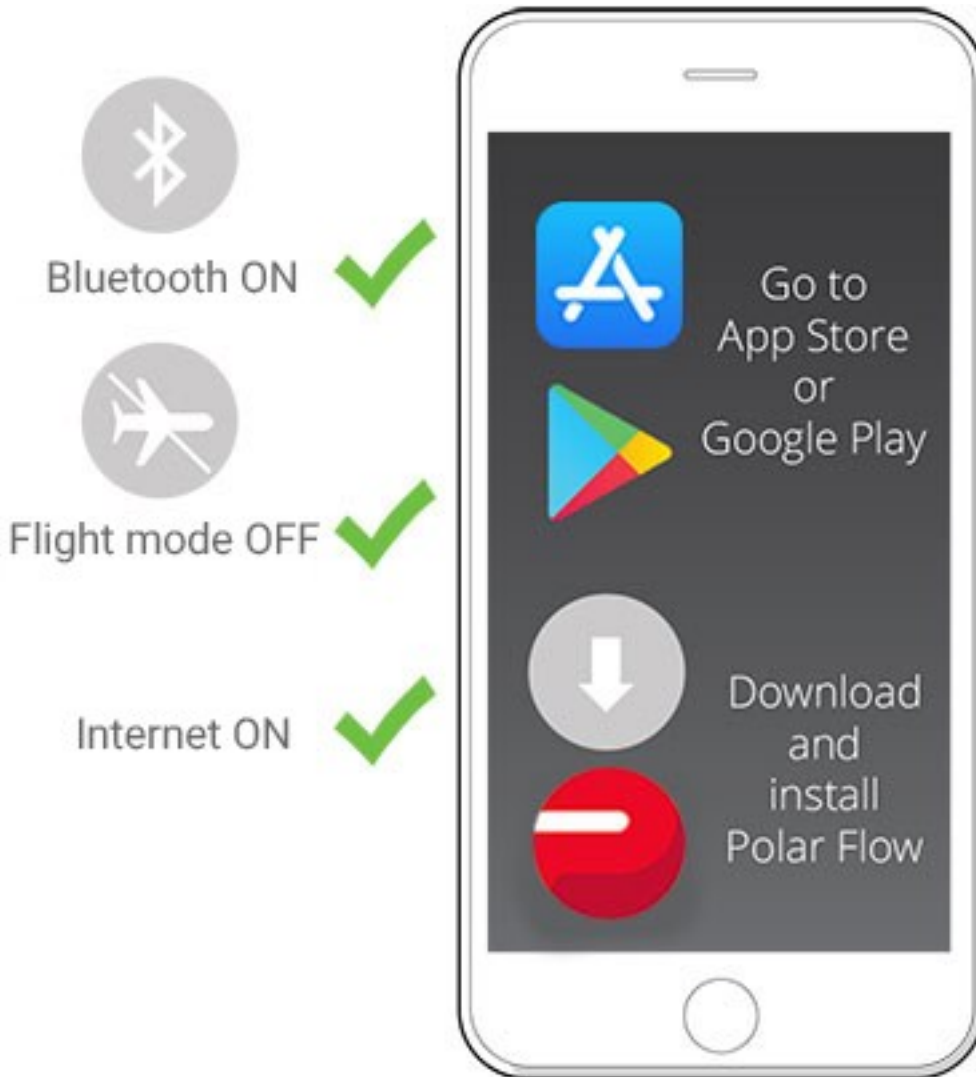 Bluetooth ON
Flight mode OFF
Internet ON
Go to
App Store
or
Google Play
Download
and
install
Polar Flow